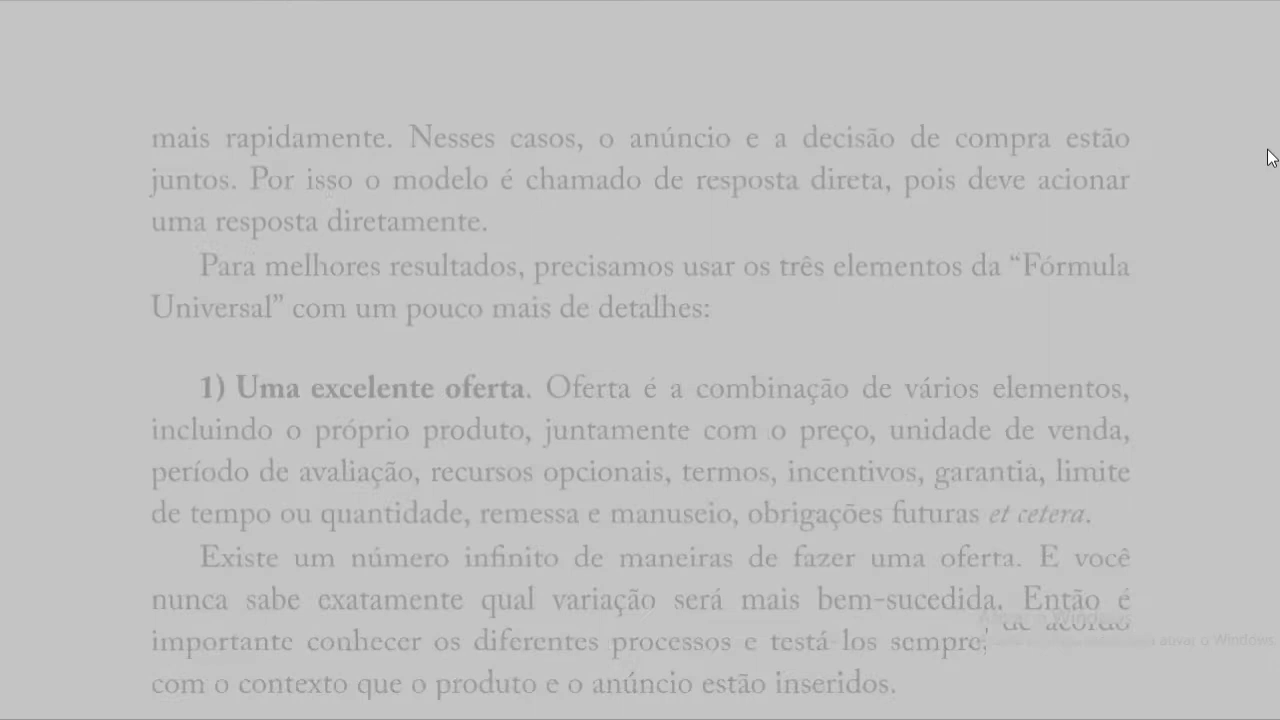 mais rapidamente. Nesses casos, o anúncio e a decisão de compra estão
juntos. Por isso o modelo é chamado de resposta direta, pois deve acionar
uma resposta diretamente.
Para melhores resultados, precisamos usar os três elementos da “Fórmula
Universal” com um pouco mais de detalhes:
1) Uma excelente oferta. Oferta é a combinação de vários elementos,
incluindo o próprio produto, juntamente com o preço, unidade de venda,
período de avaliação, recursos opcionais, termos, incentivos, garantia, limite
de tempo ou quantidade, remessa e manuseio, obrigações futuras et cetera.
Existe um número infinito de maneiras de fazer uma oferta. E você
nunca sabe exatamente qual variação será mais bem-sucedida. Então é
importante conhecer os diferentes processos e testá los sempre, de acordo
com o contexto que o produto e o anúncio estão inseridos.
Ativar o Windows
ativar o Windows.